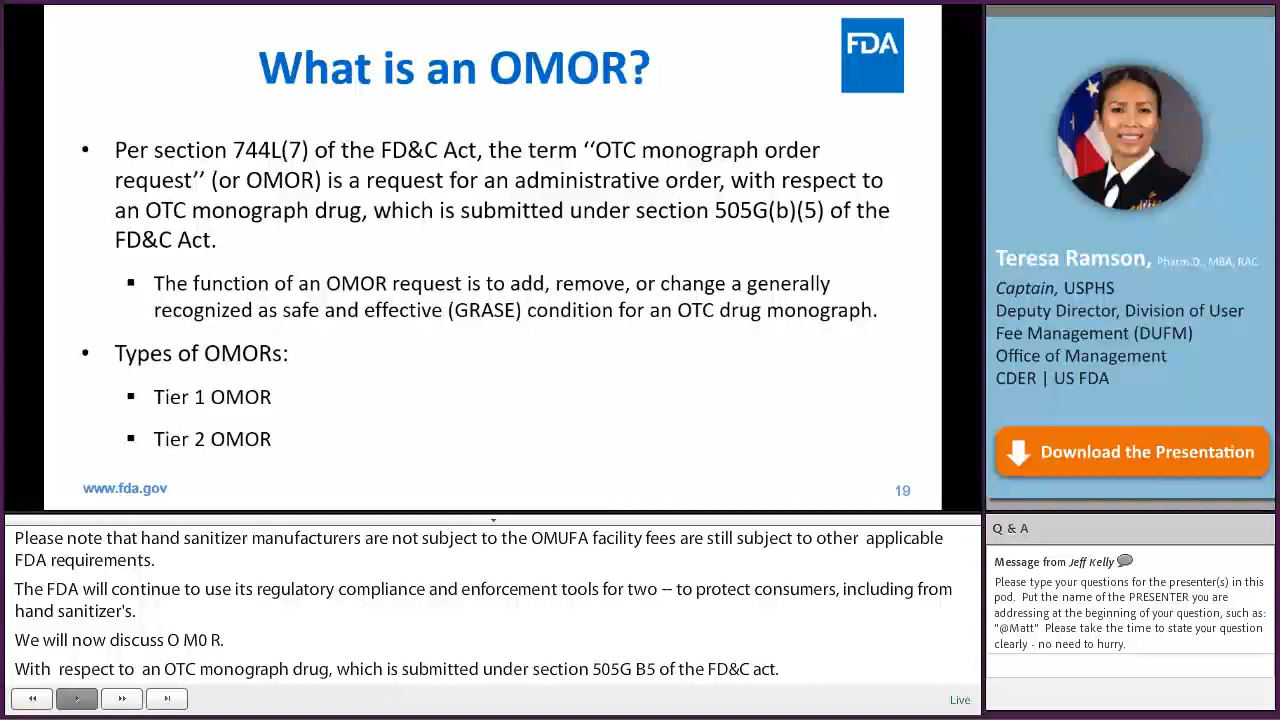 What is an OMOR?
FDA
• Per section 744L(7) of the FD&C Act, the term ‘‘OTC monograph order
request’’ (or OMOR) is a request for an administrative order, with respect to
an OTC monograph drug, which is submitted under section 505G(b)(5) of the
FD&C Act.
▪ The function of an OMOR request is to add, remove, or change a generally
recognized as safe and effective (GRASE) condition for an OTC drug monograph.
• Types of OMORs:
▪ Tier 1 OMOR
▪ Tier 2 OMOR
www.fda.gov
19
Teresa Ramson, Pharm.D., MBA, RAC
Captain, USPHS
Deputy Director, Division of User
Fee Management (DUFM)
Office of Management
CDER | US FDA
Download the Presentation
Please note that hand sanitizer manufacturers are not subject to the OMUFA facility fees are still subject to other  applicable
FDA requirements.
The FDA will continue to use its regulatory compliance and enforcement tools for two -- to protect consumers, including from
hand sanitizer's.
We will now discuss O M0 R.
With  respect to  an OTC monograph drug, which is submitted under section 505G B5 of the FD&C act.
Live
Q & A
Message from Jeff Kelly
Please type your questions for the presenter(s) in this
pod.  Put the name of the PRESENTER you are
addressing at the beginning of your question, such as:
"@Matt"  Please take the time to state your question
clearly - no need to hurry.